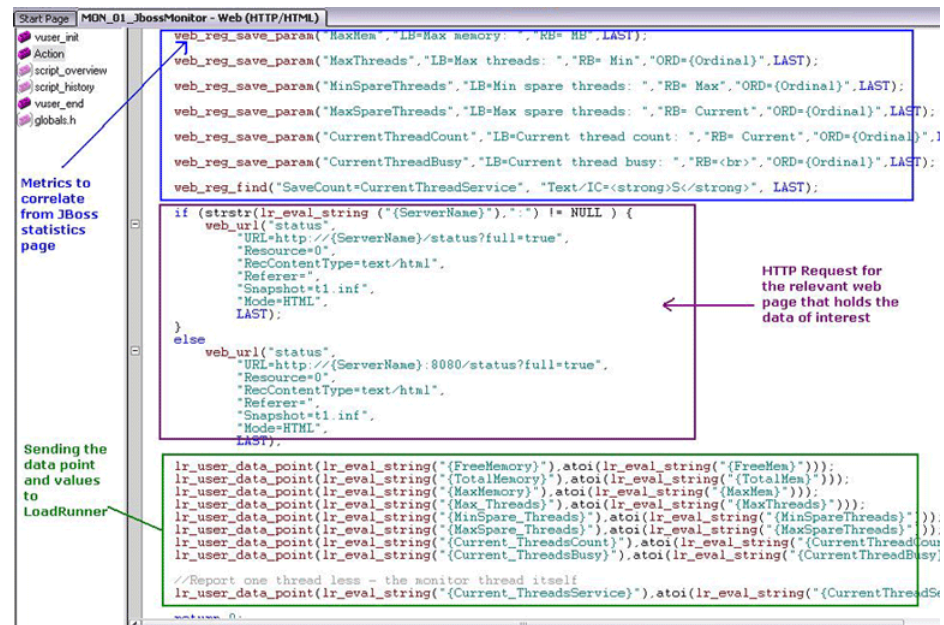 Start Page MON_01_JbossMonitor - Web (HTTP/HTML)
vuser_init
Action
script_overview
script_history
vuser_end
globals.h
web_reg_save_param("MaxMem","LB=Max memory: ","RB= MB",LAST);
web_reg_save_param("MaxThreads","LB=Max threads: ","RB= Min","ORD={Ordinal}",LAST);
web_reg_save_param("MinSpareThreads","LB=Min spare threads: ","RB= Max","ORD={Ordinal}",LAST);
web_reg_save_param("MaxSpareThreads","LB=Max spare threads: ","RB= Current","ORD={Ordinal}",LAST);
web_reg_save_param("CurrentThreadCount","LB=Current thread count: ","RB= Current","ORD={Ordinal}",
web_reg_save_param("CurrentThreadBusy","LB=Current thread busy: ","RB=<br>","ORD={Ordinal}",LAST);
web_reg_find("SaveCount=CurrentThreadService", "Text/IC=<strong>S</strong>", LAST);
Metrics to
correlate
from JBoss
statistics
page
if (strstr(lr_eval_string ("{ServerName}"),":") != NULL ) {
web_url("status",
"URL=http://{ServerName}/status?full=true",
"Resource=0",
"RecContentType=text/html",
"Referer=",
"Snapshot=t1.inf",
"Mode=HTML",
LAST);
}
else
web_url("status",
"URL=http://{ServerName}:8080/status?full=true",
"Resource=0",
"RecContentType=text/html",
"Referer=",
"Snapshot=t1.inf",
"Mode=HTML",
LAST);
HTTP Request for
the relevant web
page that holds the
data of interest
Sending the
data point
and values
to
LoadRunner
lr_user_data_point(lr_eval_string("{FreeMemory}"),atoi(lr_eval_string("{FreeMem}")));
lr_user_data_point(lr_eval_string("{TotalMemory}"),atoi(lr_eval_string("{TotalMem}")));
lr_user_data_point(lr_eval_string("{MaxMemory}"),atoi(lr_eval_string("{MaxMem}")));
lr_user_data_point(lr_eval_string("{Max_Threads}"),atoi(lr_eval_string("{MaxThreads}")));
lr_user_data_point(lr_eval_string("{MinSpare_Threads}"),atoi(lr_eval_string("{MinSpareThreads}")));
lr_user_data_point(lr_eval_string("{MaxSpare_Threads}"),atoi(lr_eval_string("{MaxSpareThreads}")));
lr_user_data_point(lr_eval_string("{Current_ThreadsCount}"),atoi(lr_eval_string("{CurrentThreadCou
lr_user_data_point(lr_eval_string("{Current_ThreadsBusy}"),atoi(lr_eval_string("{CurrentThreadBusy}
//Report one thread less - the monitor thread itself
lr_user_data_point(lr_eval_string("{Current_ThreadsService}"),atoi(lr_eval_string("{CurrentThreadSe
return 0;